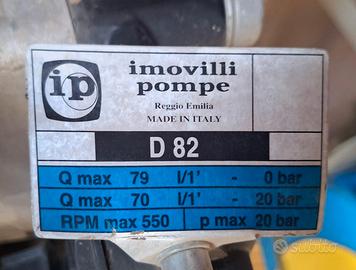 ip
imovilli
pompe
Reggio Emilia
MADE IN ITALY
D 82
Q max 79 l/1' - 0 bar
Q max 70 l/1' - 20 bar
RPM max 550 p max 20 bar
subito